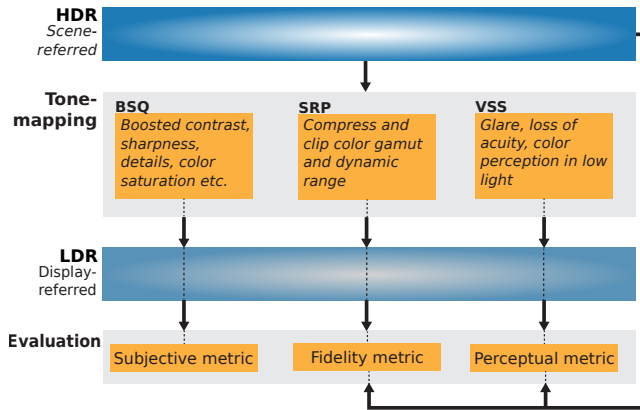 HDR
Scene-
referred
Tone-
mapping
BSQ
Boosted contrast,
sharpness,
details, color
saturation etc.
SRP
Compress and
clip color gamut
and dynamic
range
VSS
Glare, loss of
acuity, color
perception in low
light
LDR
Display-
referred
Evaluation
Subjective metric
Fidelity metric
Perceptual metric